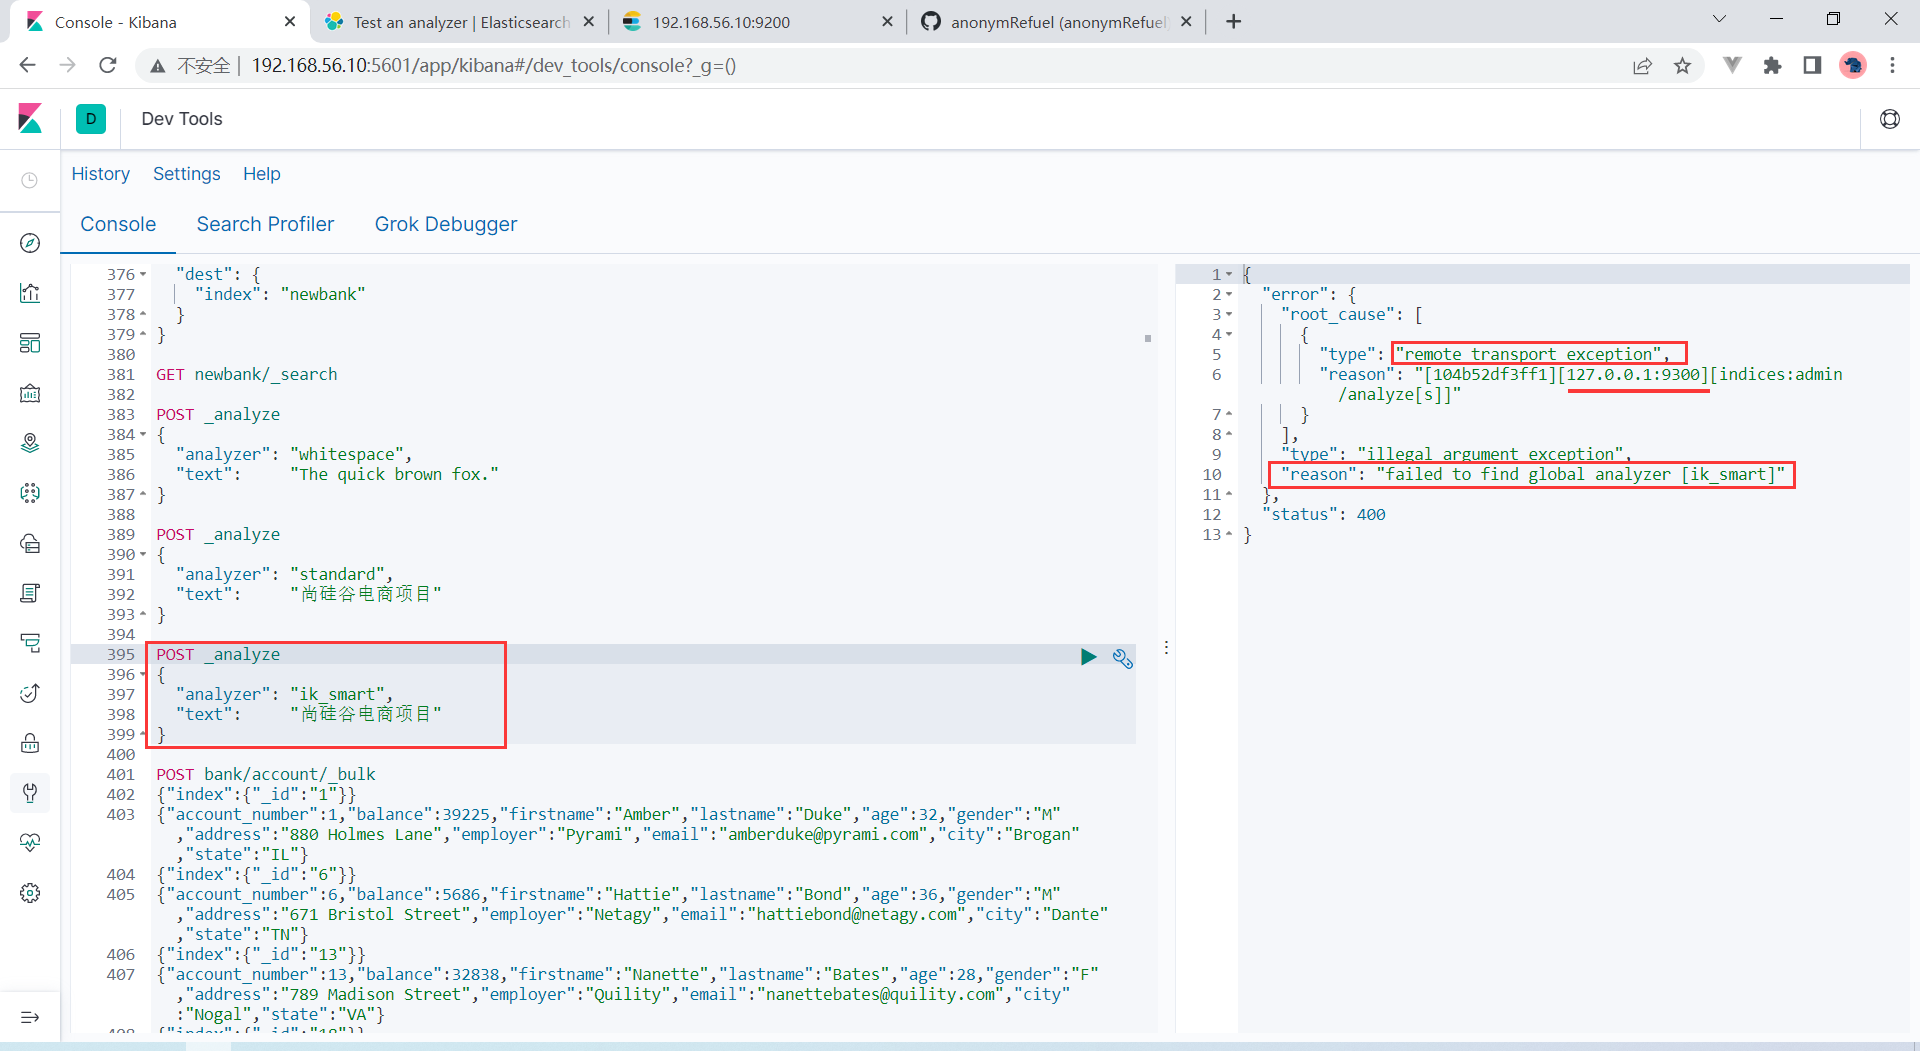 Console - Kibana
Test an analyzer | Elasticsearch
192.168.56.10:9200
anonymRefuel (anonymRefuel)
不安全 | 192.168.56.10:5601/app/kibana#/dev_tools/console?_g=()
D
Dev Tools
History Settings Help
Console Search Profiler Grok Debugger
376 "dest": {
377 "index": "newbank"
378 }
379 }
380
381 GET newbank/_search
382
383 POST _analyze
384 {
385 "analyzer": "whitespace",
386 "text": "The quick brown fox."
387 }
388
389 POST _analyze
390 {
391 "analyzer": "standard",
392 "text": "尚硅谷电商项目"
393 }
394
395 POST _analyze
396 {
397 "analyzer": "ik_smart",
398 "text": "尚硅谷电商项目"
399 }
400
401 POST bank/account/_bulk
402 {"index":{"_id":"1"}}
403 {"account_number":1,"balance":39225,"firstname":"Amber","lastname":"Duke","age":32,"gender":"M"
,"address":"880 Holmes Lane","employer":"Pyrami","email":"amberduke@pyrami.com","city":"Brogan"
,"state":"IL"}
404 {"index":{"_id":"6"}}
405 {"account_number":6,"balance":5686,"firstname":"Hattie","lastname":"Bond","age":36,"gender":"M"
,"address":"671 Bristol Street","employer":"Netagy","email":"hattiebond@netagy.com","city":"Dante"
,"state":"TN"}
406 {"index":{"_id":"13"}}
407 {"account_number":13,"balance":32838,"firstname":"Nanette","lastname":"Bates","age":28,"gender":"F"
,"address":"789 Madison Street","employer":"Quility","email":"nanettebates@quility.com","city"
:"Nogal","state":"VA"}
408 {"index":{"_id":"18"}}
1 {
2 "error": {
3 "root_cause": [
4 {
5 "type": "remote_transport_exception",
6 "reason": "[104b52df3ff1][127.0.0.1:9300][indices:admin
/analyze[s]]"
7 }
8 ],
9 "type": "illegal_argument_exception",
10 "reason": "failed to find global analyzer [ik_smart]"
11 },
12 "status": 400
13 }